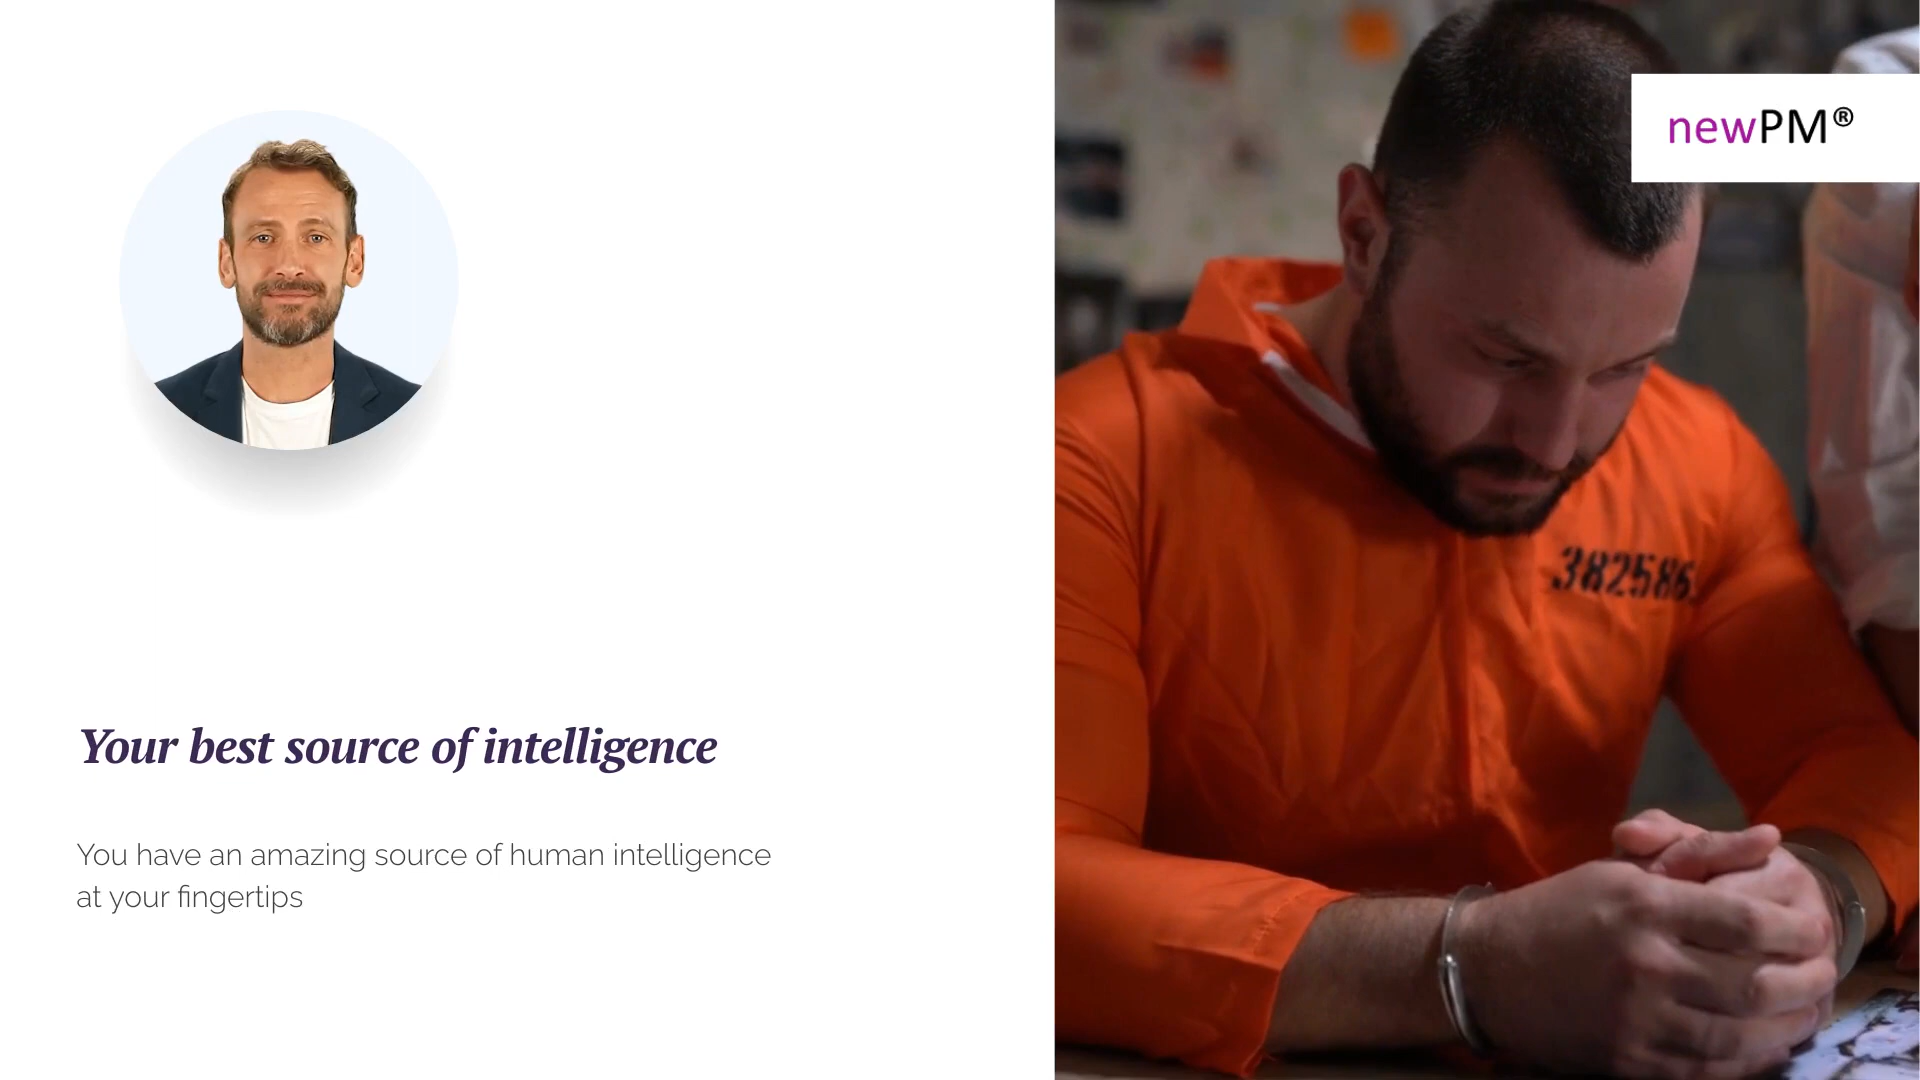 newPM®
382586
Your best source of intelligence
You have an amazing source of human intelligence
at your fingertips